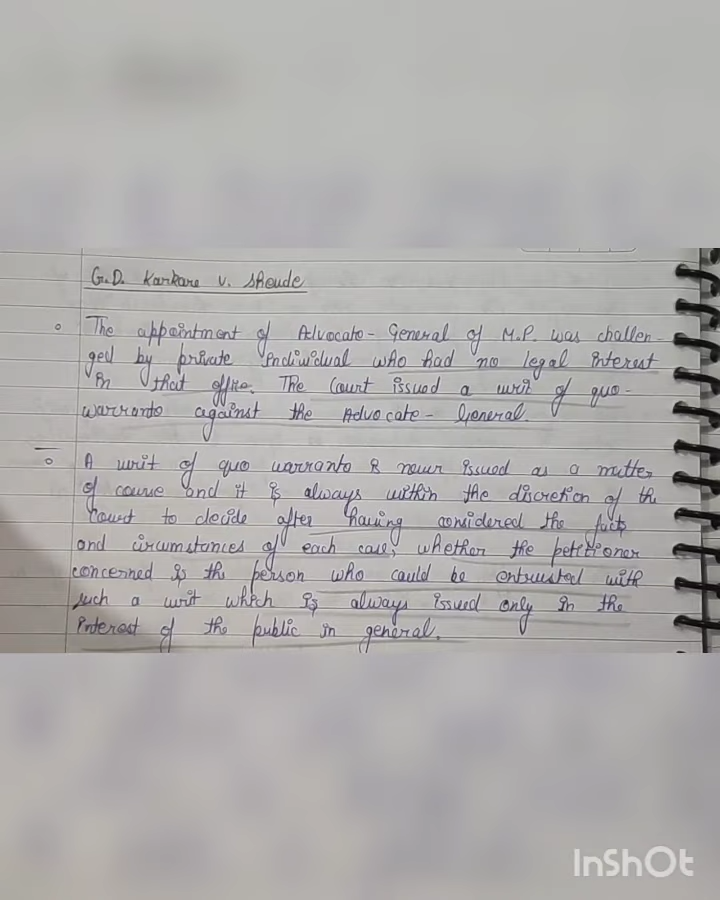 G.D. Karkare v. Sheude
The appointment of Advocate-General of M.P. was challen-
ged by private individual who had no legal interest
in that office. The Court issued a writ of quo-
warranto against the Advocate-General.
A writ of quo warranto is never issued as a matter
of course and it is always within the discretion of the
Court to decide after having considered the facts
and circumstances of each case, whether the petitioner
concerned is the person who could be entrusted with
such a writ which is always issued only in the
interest of the public in general.
InShOt